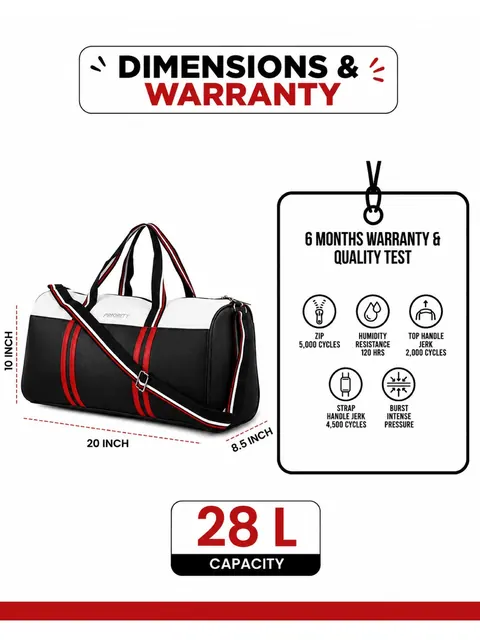 DIMENSIONS &
WARRANTY
6 MONTHS WARRANTY &
QUALITY TEST
ZIP
5,000 CYCLES
HUMIDITY
RESISTANCE
120 HRS
TOP HANDLE
JERK
2,000 CYCLES
STRAP
HANDLE JERK
4,500 CYCLES
BURST
INTENSE
PRESSURE
PRIORITY
10 INCH
20 INCH
8.5 INCH
28 L
CAPACITY